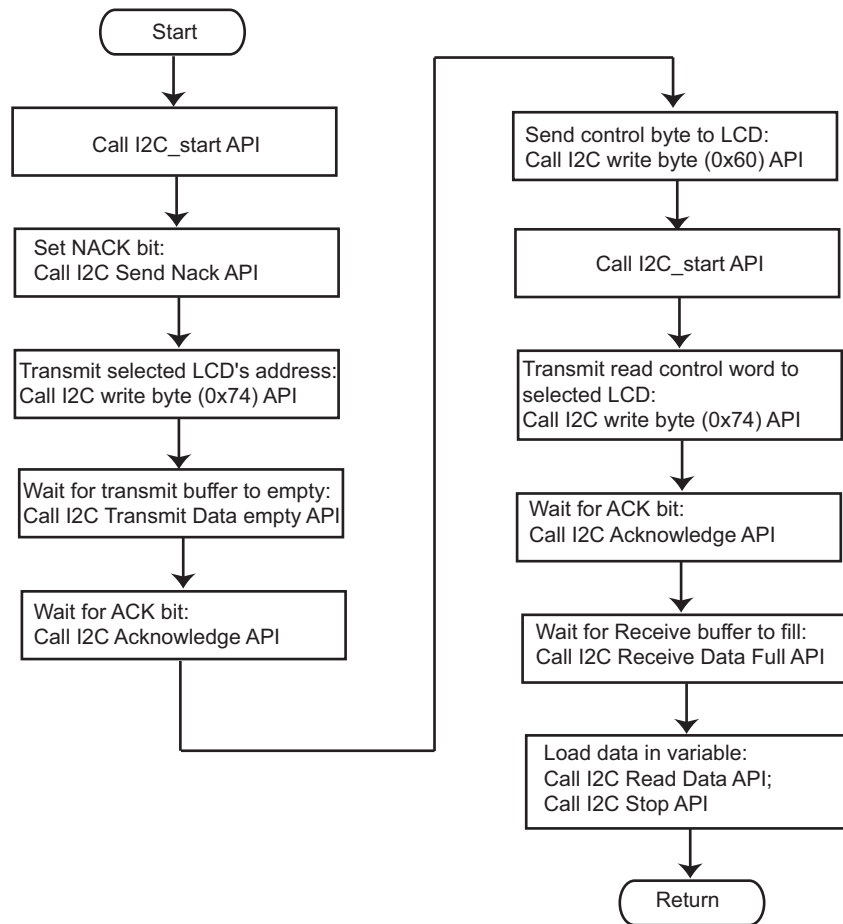 Start
Call I2C_start API
Set NACK bit:
Call I2C Send Nack API
Transmit selected LCD's address:
Call I2C write byte (0x74) API
Wait for transmit buffer to empty:
Call I2C Transmit Data empty API
Wait for ACK bit:
Call I2C Acknowledge API
Send control byte to LCD:
Call I2C write byte (0x60) API
Call I2C_start API
Transmit read control word to
selected LCD:
Call I2C write byte (0x74) API
Wait for ACK bit:
Call I2C Acknowledge API
Wait for Receive buffer to fill:
Call I2C Receive Data Full API
Load data in variable:
Call I2C Read Data API;
Call I2C Stop API
Return